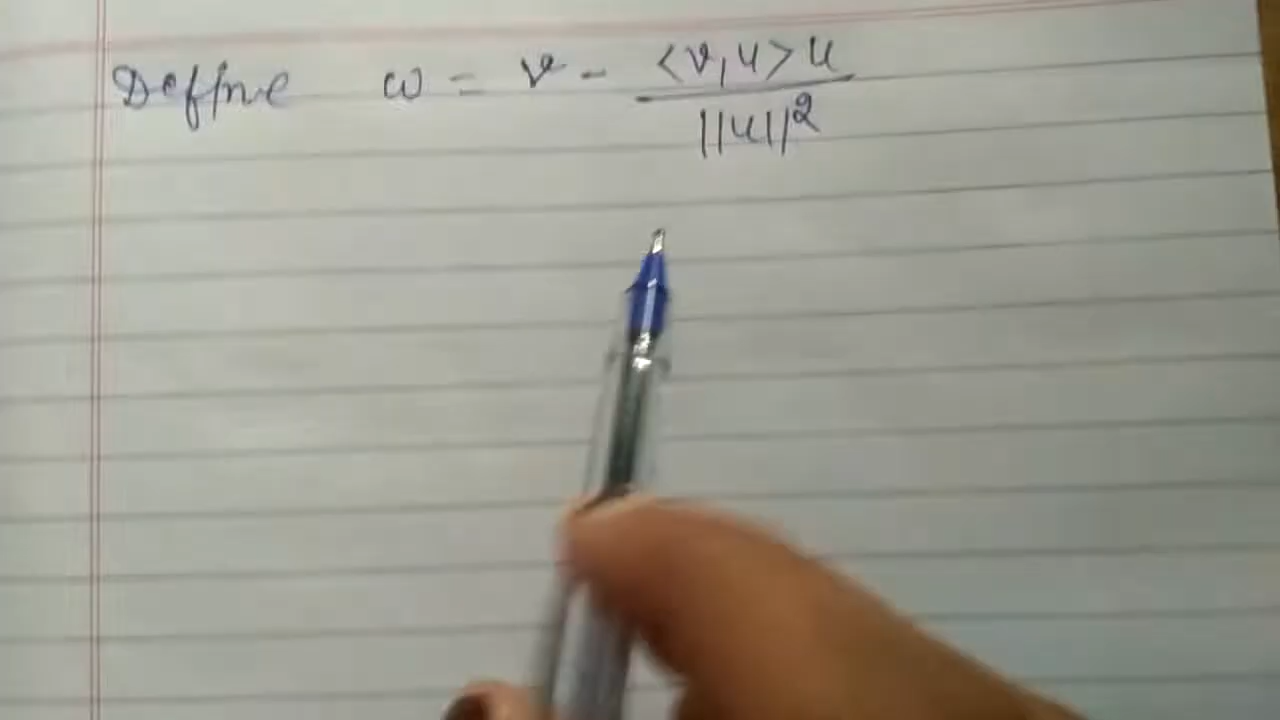 Define w = v - <v,u>u
||u||²